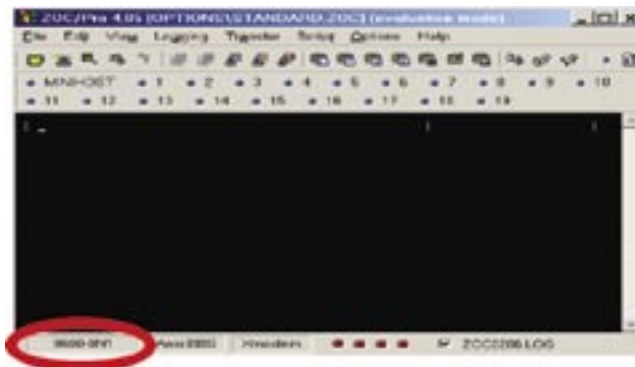 ZOC/Pro 4.05 [OPTIONS\STANDARD.ZOC] (evaluation mode)
File Edit View Logging Transfer Script Options Help
MINIHOST 1 2 3 4 5 6 7 8 9 10
11 12 13 14 15 16 17 18 19
9600-8N1 Xmodem